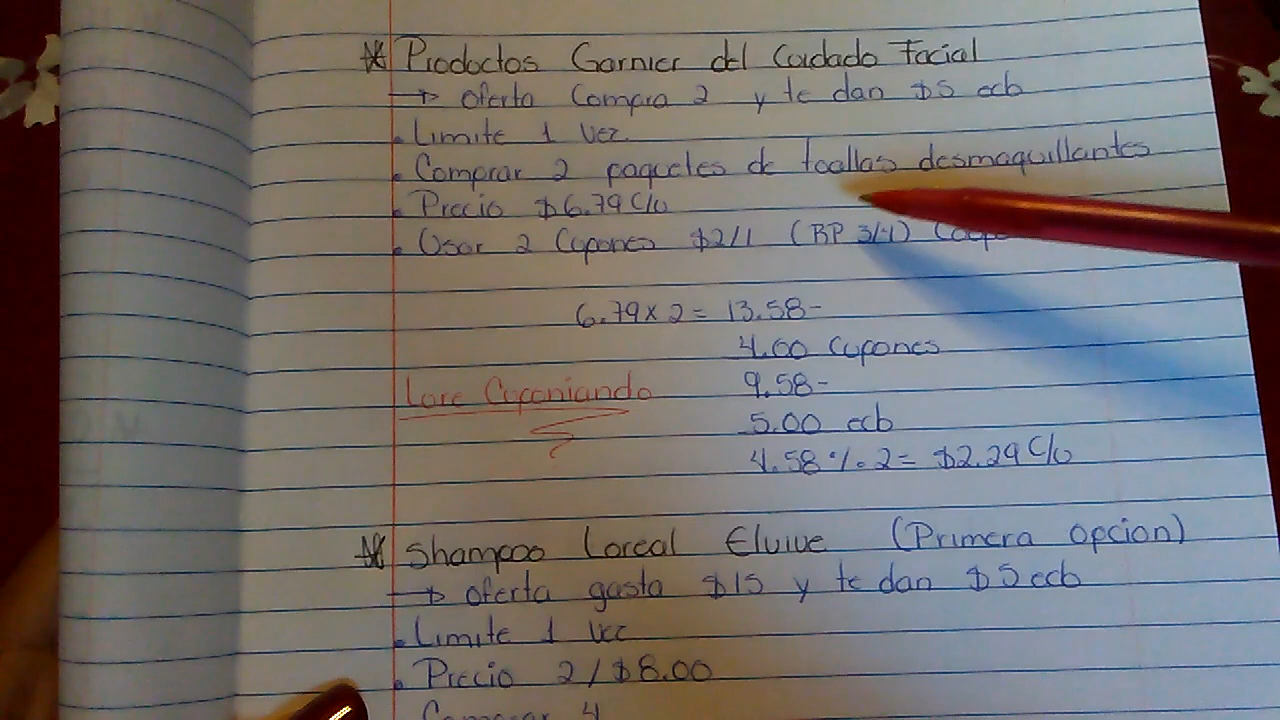 * Productos Garnier del Cuidado Facial
→ oferta Compra 2 y te dan $5 ecb
. Limite 1 Vez
. Comprar 2 paquetes de toallas desmaquillantes
. Precio $6.79 C/u
. Usar 2 Cupones $2/1 (RP 3/1)
6.79 x 2 = 13.58-
4.00 Cupones
Lore Cuponiando 9.58-
5.00 ecb
4.58 %. 2 = $2.29 C/u
* Shampoo Loreal Elvive (Primera opcion)
→ oferta gasta $15 y te dan $5 ecb
. Limite 1 Vez
. Precio 2/$8.00
Comprar 4